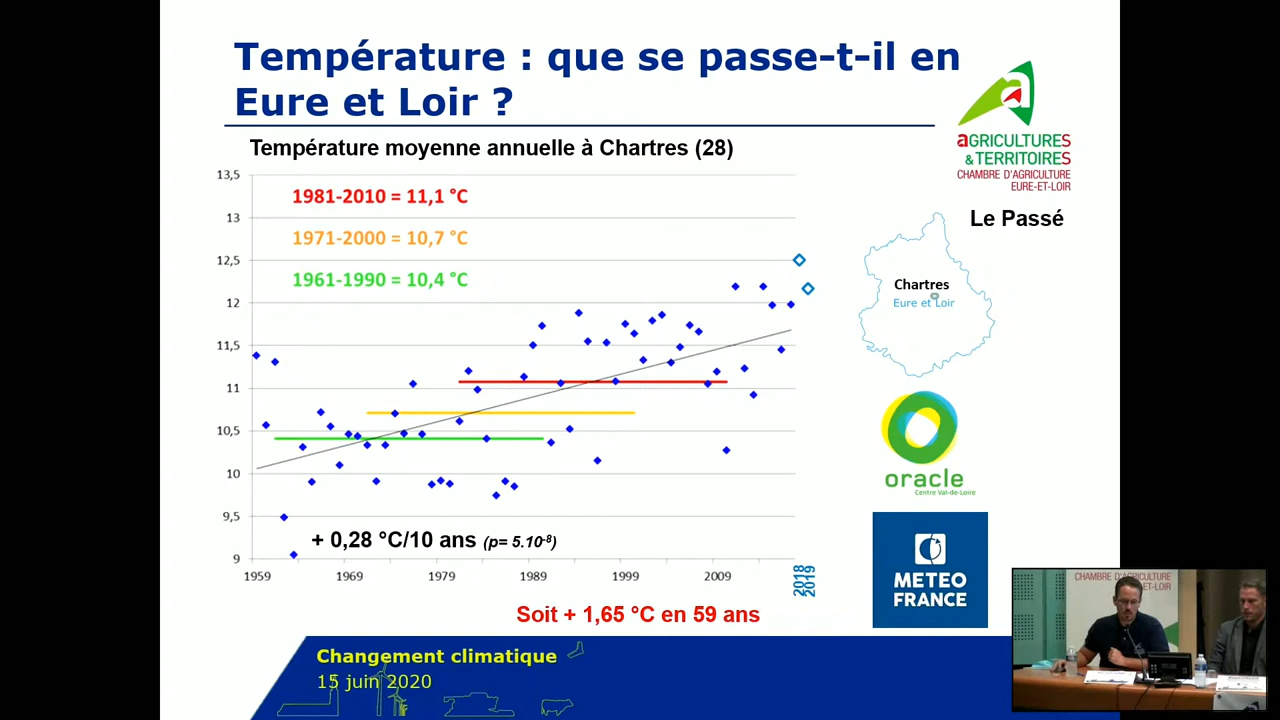 Température : que se passe-t-il en
Eure et Loir ?
aGRICULTURES
& TERRITOIRES
CHAMBRE D'AGRICULTURE
EURE-ET-LOIR
Température moyenne annuelle à Chartres (28)
Le Passé
13,5
13
12,5
12
11,5
11
10,5
10
9,5
9
1981-2010 = 11,1 °C
1971-2000 = 10,7 °C
1961-1990 = 10,4 °C
+ 0,28 °C/10 ans (p= 5.10-8)
1959
1969
1979
1989
1999
2009
2018
2019
Soit + 1,65 °C en 59 ans
Chartres
Eure et Loir
oracle
Centre Val-de-Loire
METEO
FRANCE
Changement climatique
15 juin 2020
CHAMBRE D'AGRICULTURE
EURE-ET-LOIR